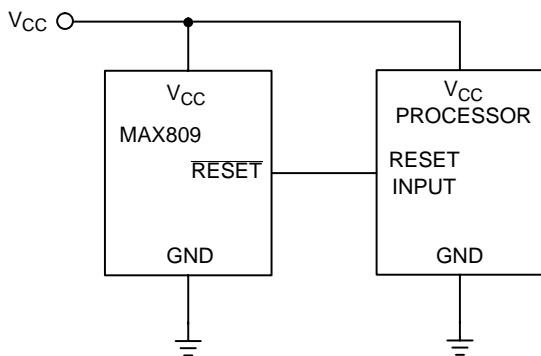 VCC
VCC
MAX809
RESET
GND
VCC
PROCESSOR
RESET
INPUT
GND